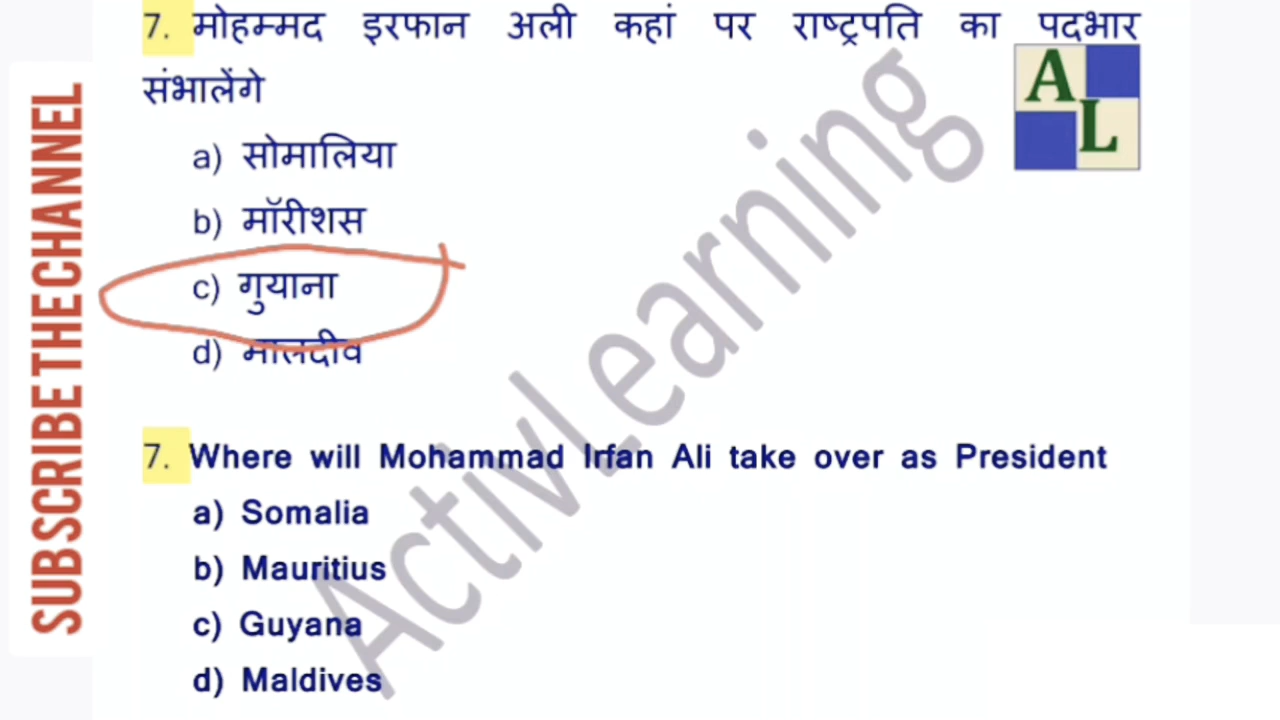 SUBSCRIBE THE CHANNEL
7. मोहम्मद इरफान अली कहां पर राष्ट्रपति का पदभार
संभालेंगे
a) सोमालिया
b) मॉरीशस
c) गुयाना
d) मालदीव
AL
ActivLearning
7. Where will Mohammad Irfan Ali take over as President
a) Somalia
b) Mauritius
c) Guyana
d) Maldives